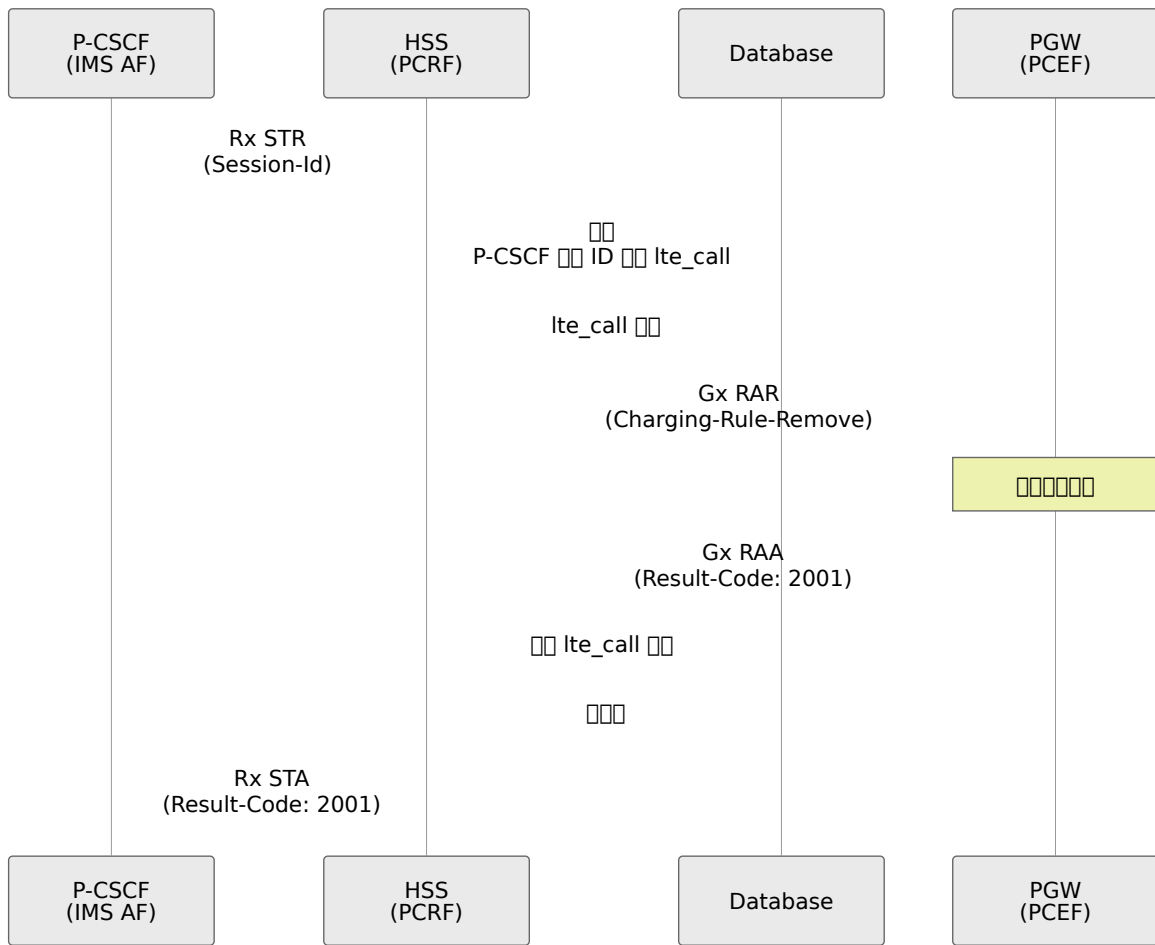 P-CSCF
(IMS AF)
HSS
(PCRF)
Database
PGW
(PCEF)
Rx STR
(Session-Id)
P-CSCF ID lte_call
lte_call
Gx RAR
(Charging-Rule-Remove)
Gx RAA
(Result-Code: 2001)
lte_call
Rx STA
(Result-Code: 2001)
P-CSCF
(IMS AF)
HSS
(PCRF)
Database
PGW
(PCEF)